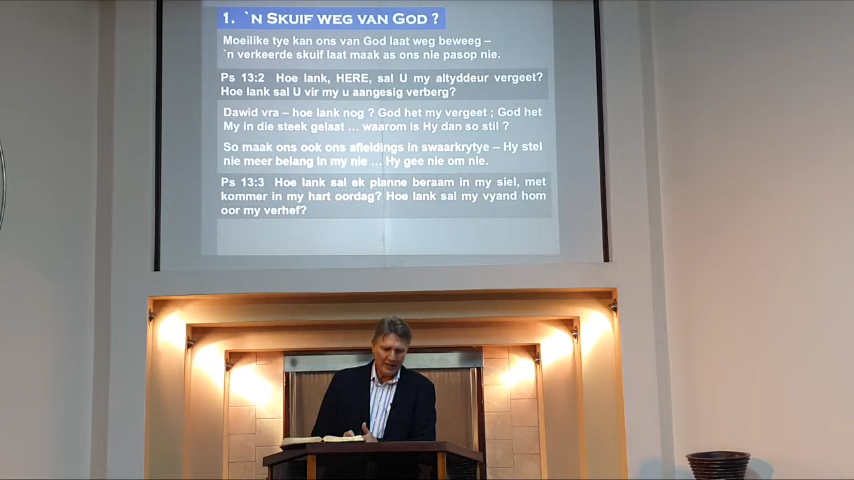 1. `N SKUIF WEG VAN GOD ?
Moeilike tye kan ons van God laat weg beweeg –
`n verkeerde skuif laat maak as ons nie pasop nie.
Ps 13:2 Hoe lank, HERE, sal U my altyddeur vergeet?
Hoe lank sal U vir my u aangesig verberg?
Dawid vra – hoe lank nog ? God het my vergeet ; God het
My in die steek gelaat ... waarom is Hy dan so stil ?
So maak ons ook ons afleidings in swaarkrytye – Hy stel
nie meer belang in my nie ... Hy gee nie om nie.
Ps 13:3 Hoe lank sal ek planne beraam in my siel, met
kommer in my hart oordag? Hoe lank sal my vyand hom
oor my verhef?